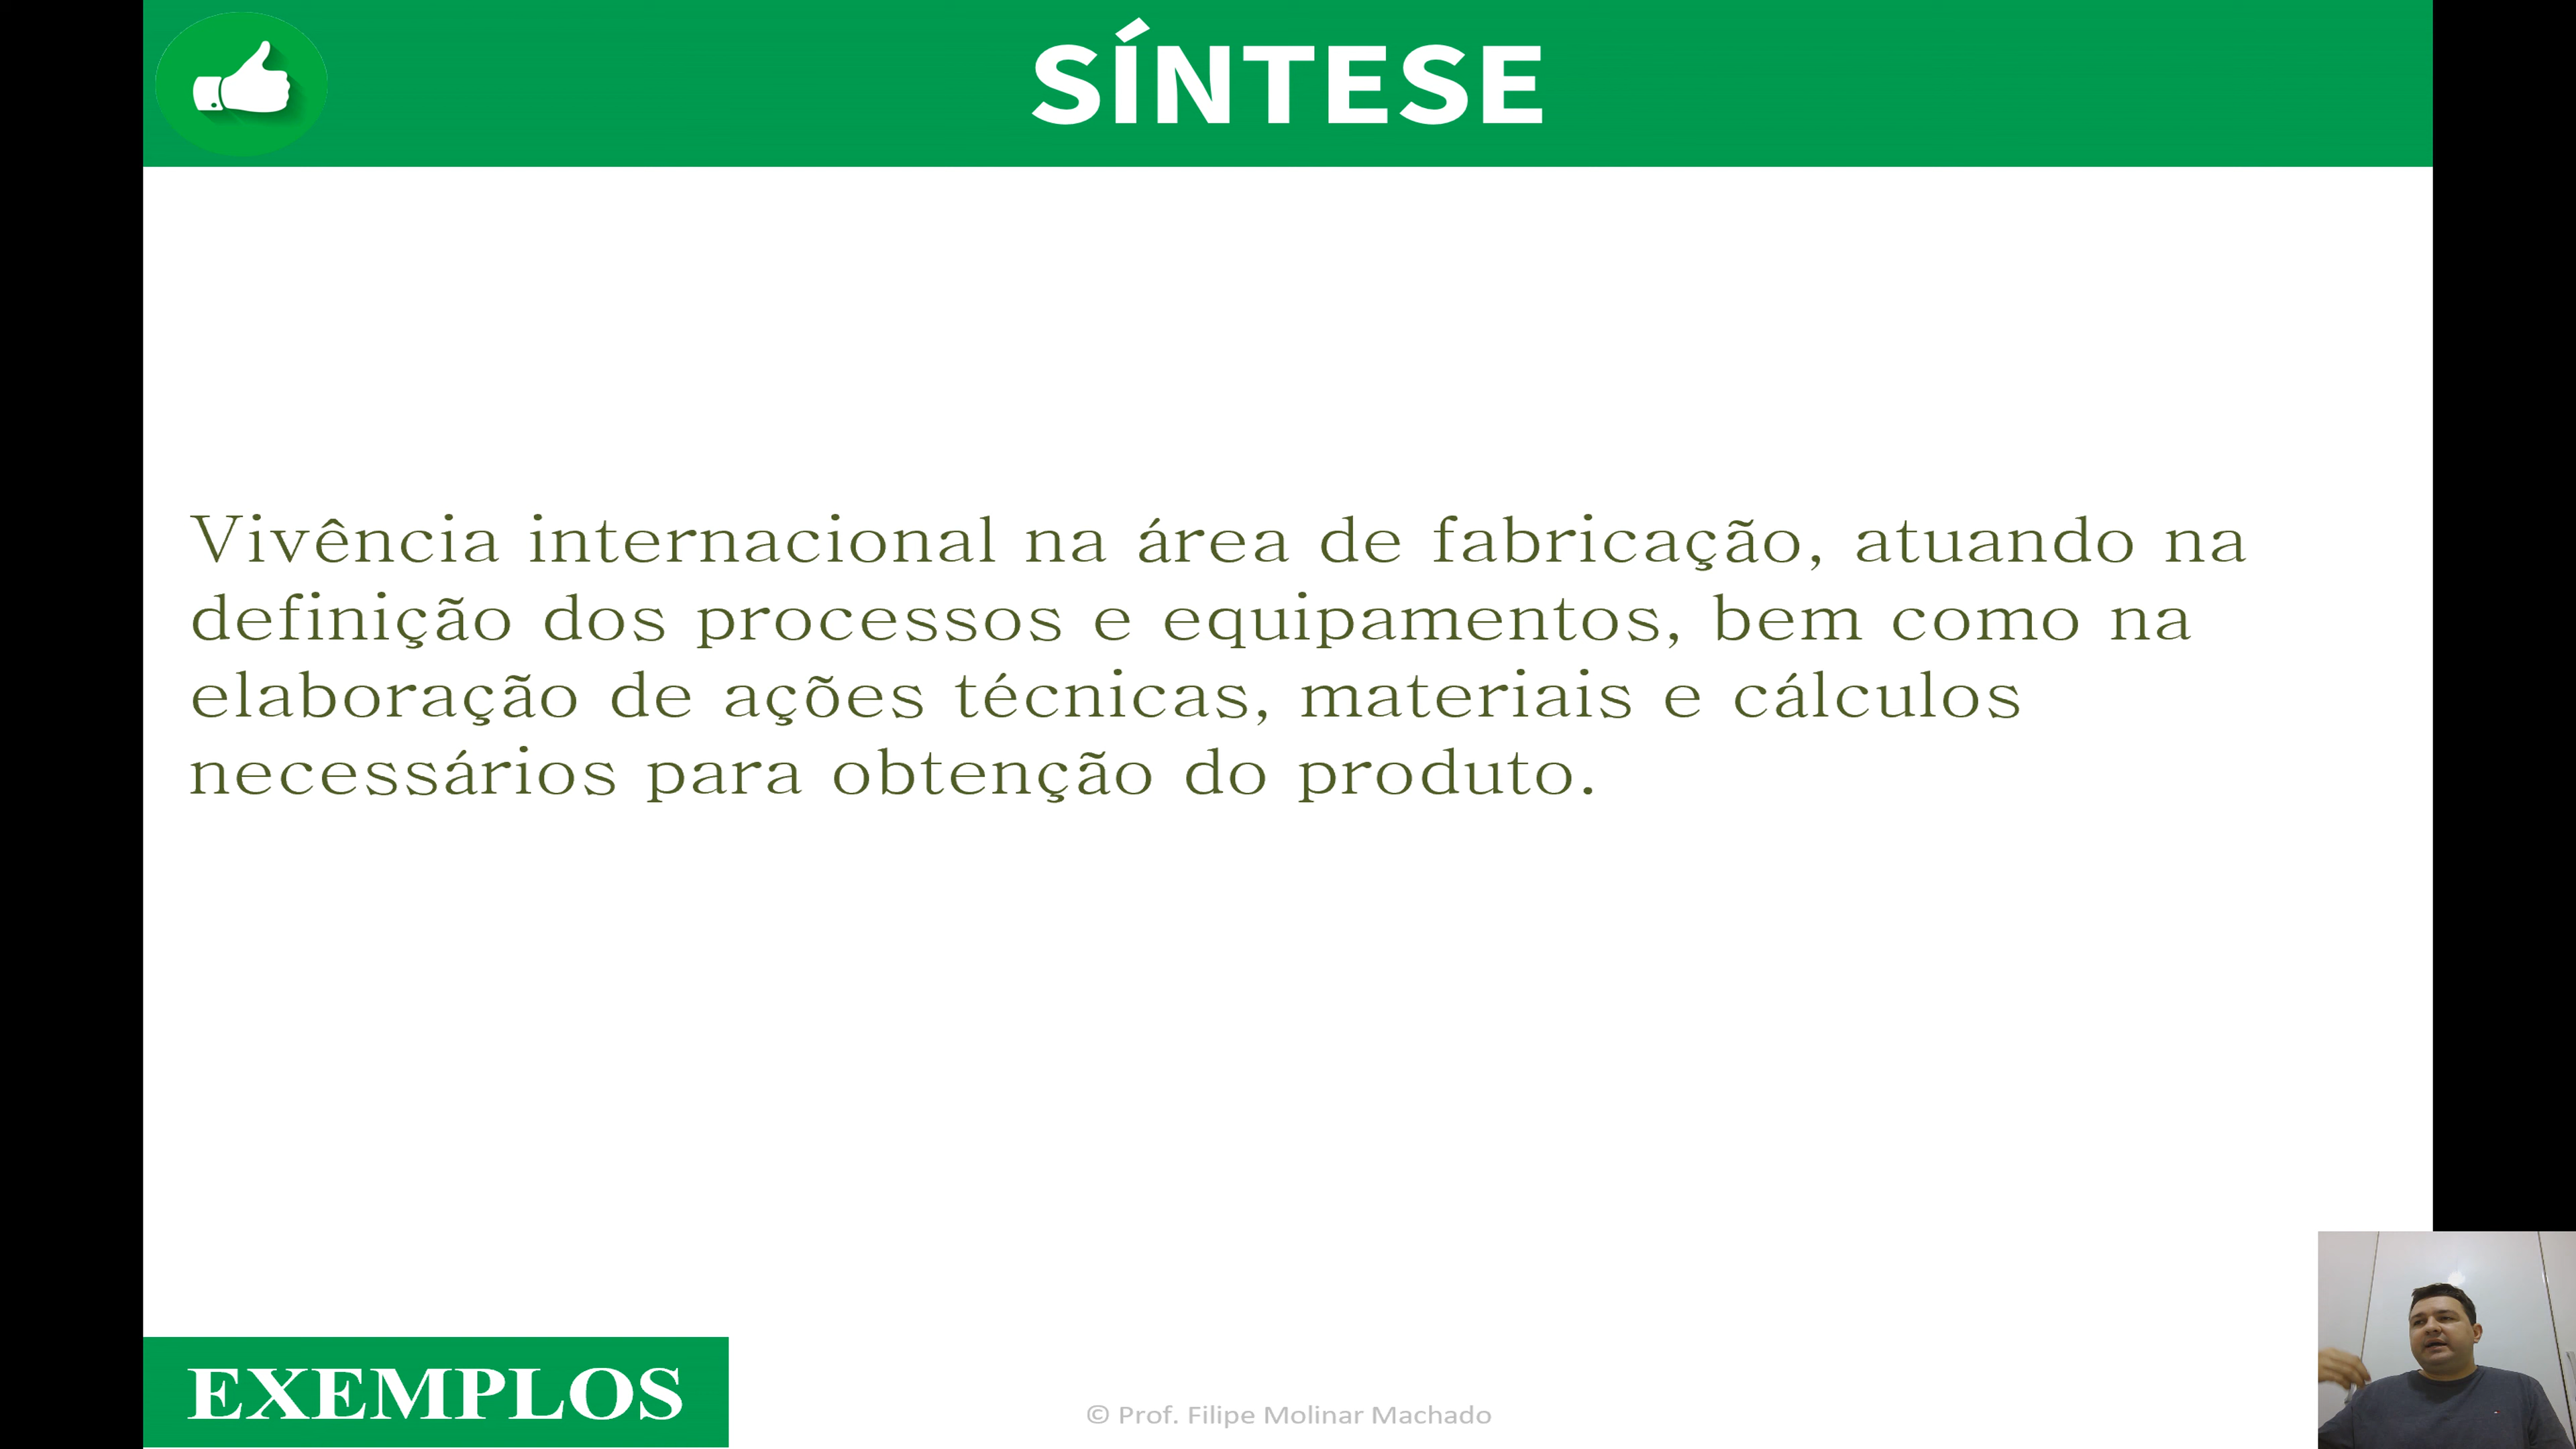 SÍNTESE
Vivência internacional na área de fabricação, atuando na
definição dos processos e equipamentos, bem como na
elaboração de ações técnicas, materiais e cálculos
necessários para obtenção do produto.
EXEMPLOS
© Prof. Filipe Molinar Machado